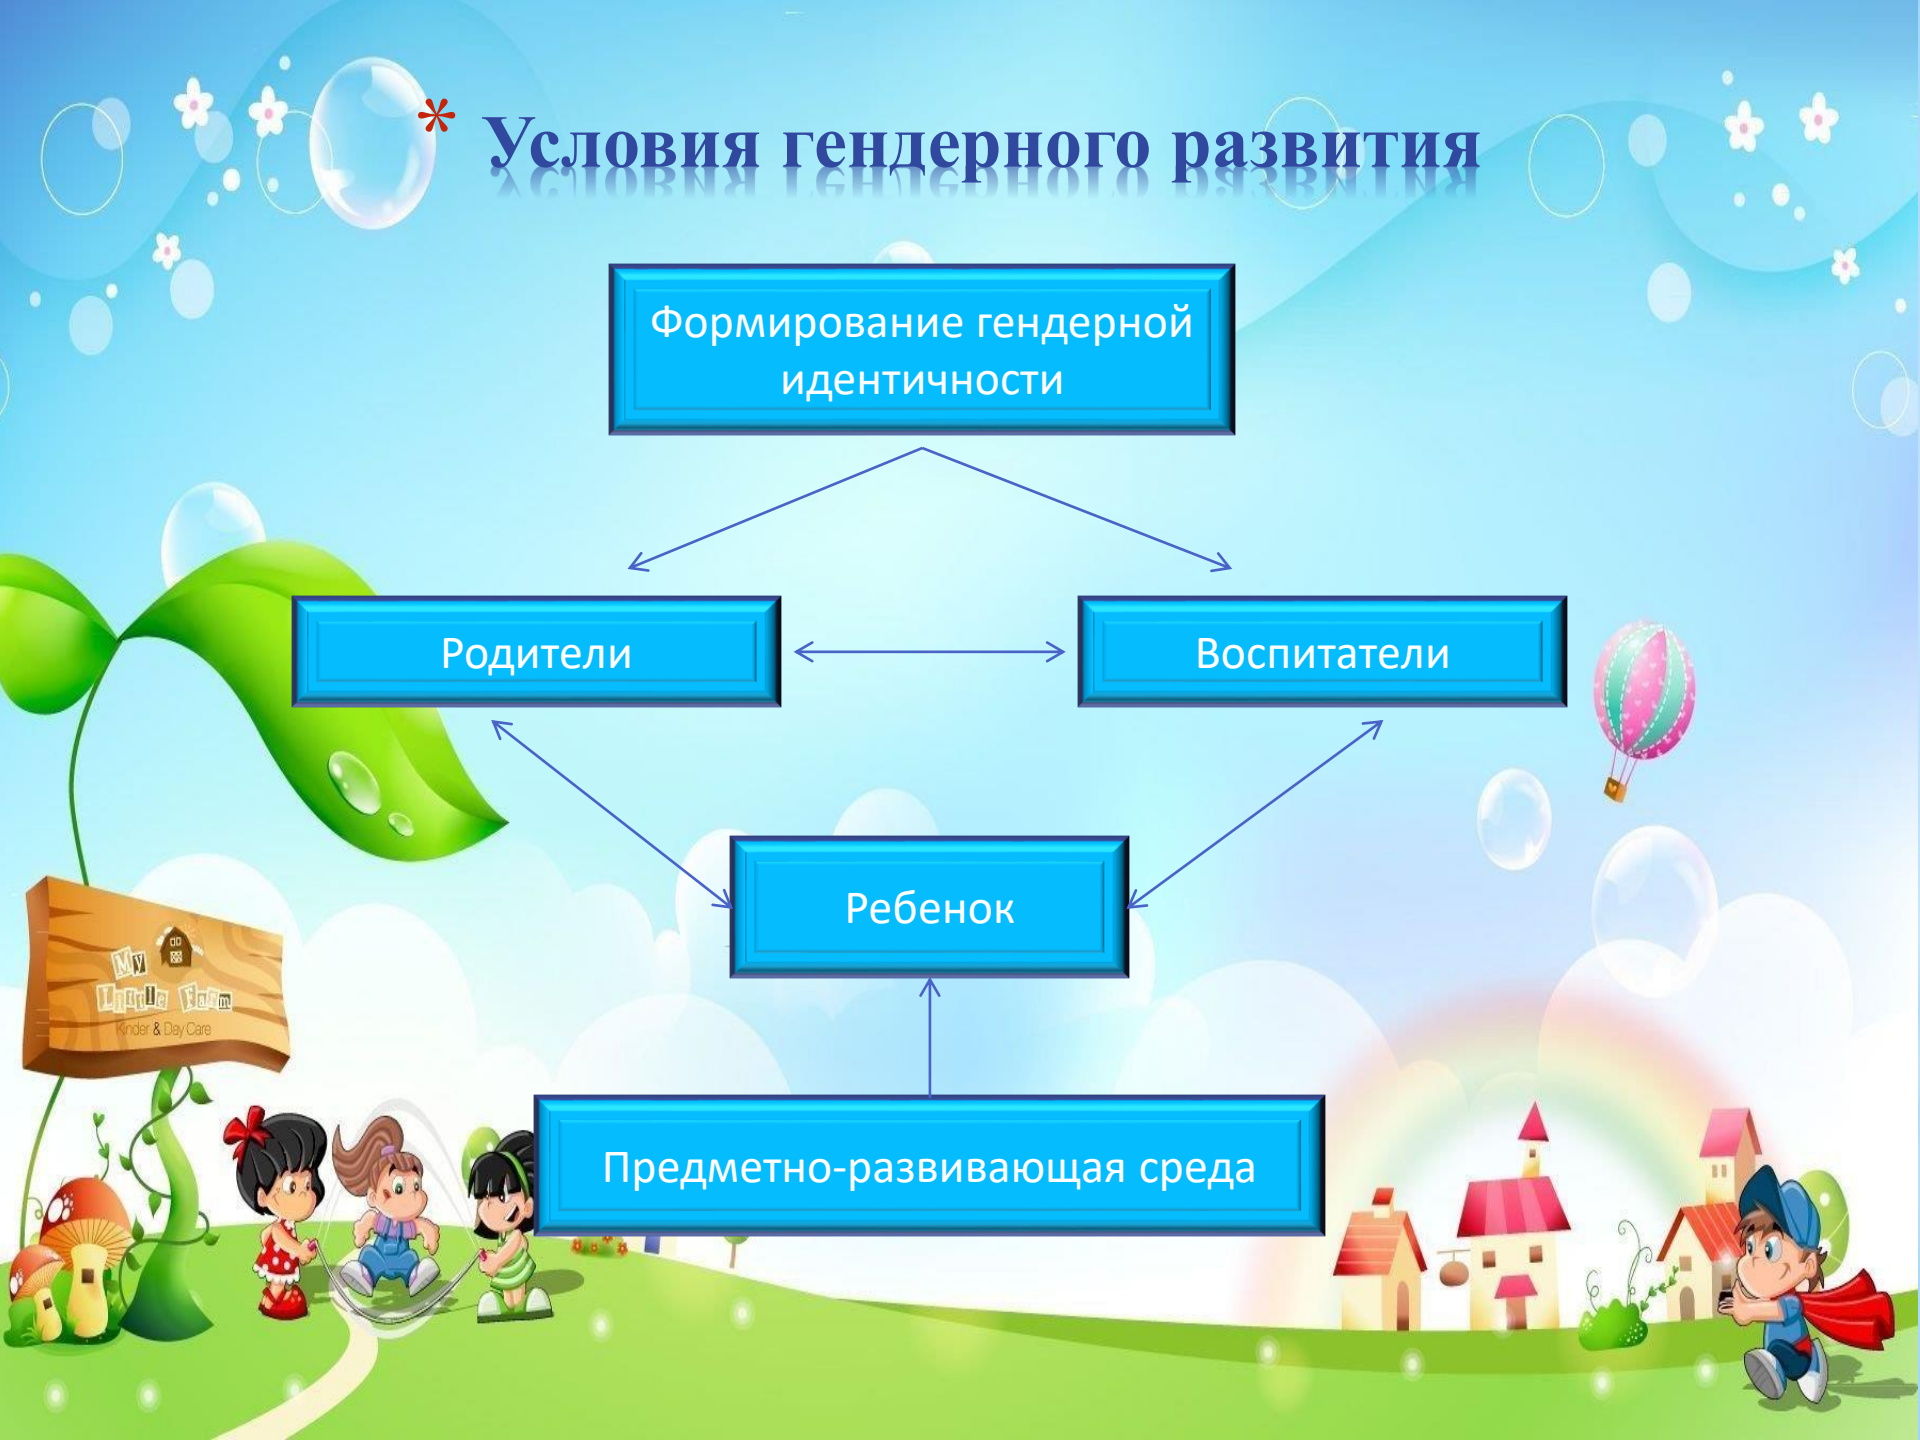 * Условия гендерного развития
Формирование гендерной
идентичности
Родители
Воспитатели
Ребенок
My
Little Farm
Kinder & Day Care
Предметно-развивающая среда